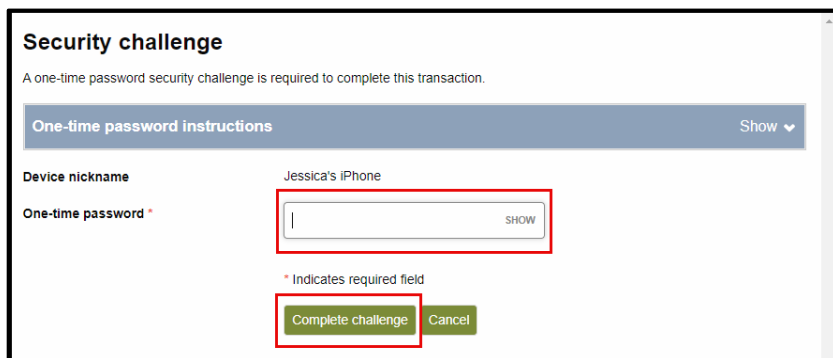 Security challenge
A one-time password security challenge is required to complete this transaction.
One-time password instructions Show
Device nickname Jessica's iPhone
One-time password * SHOW
* Indicates required field
Complete challenge Cancel